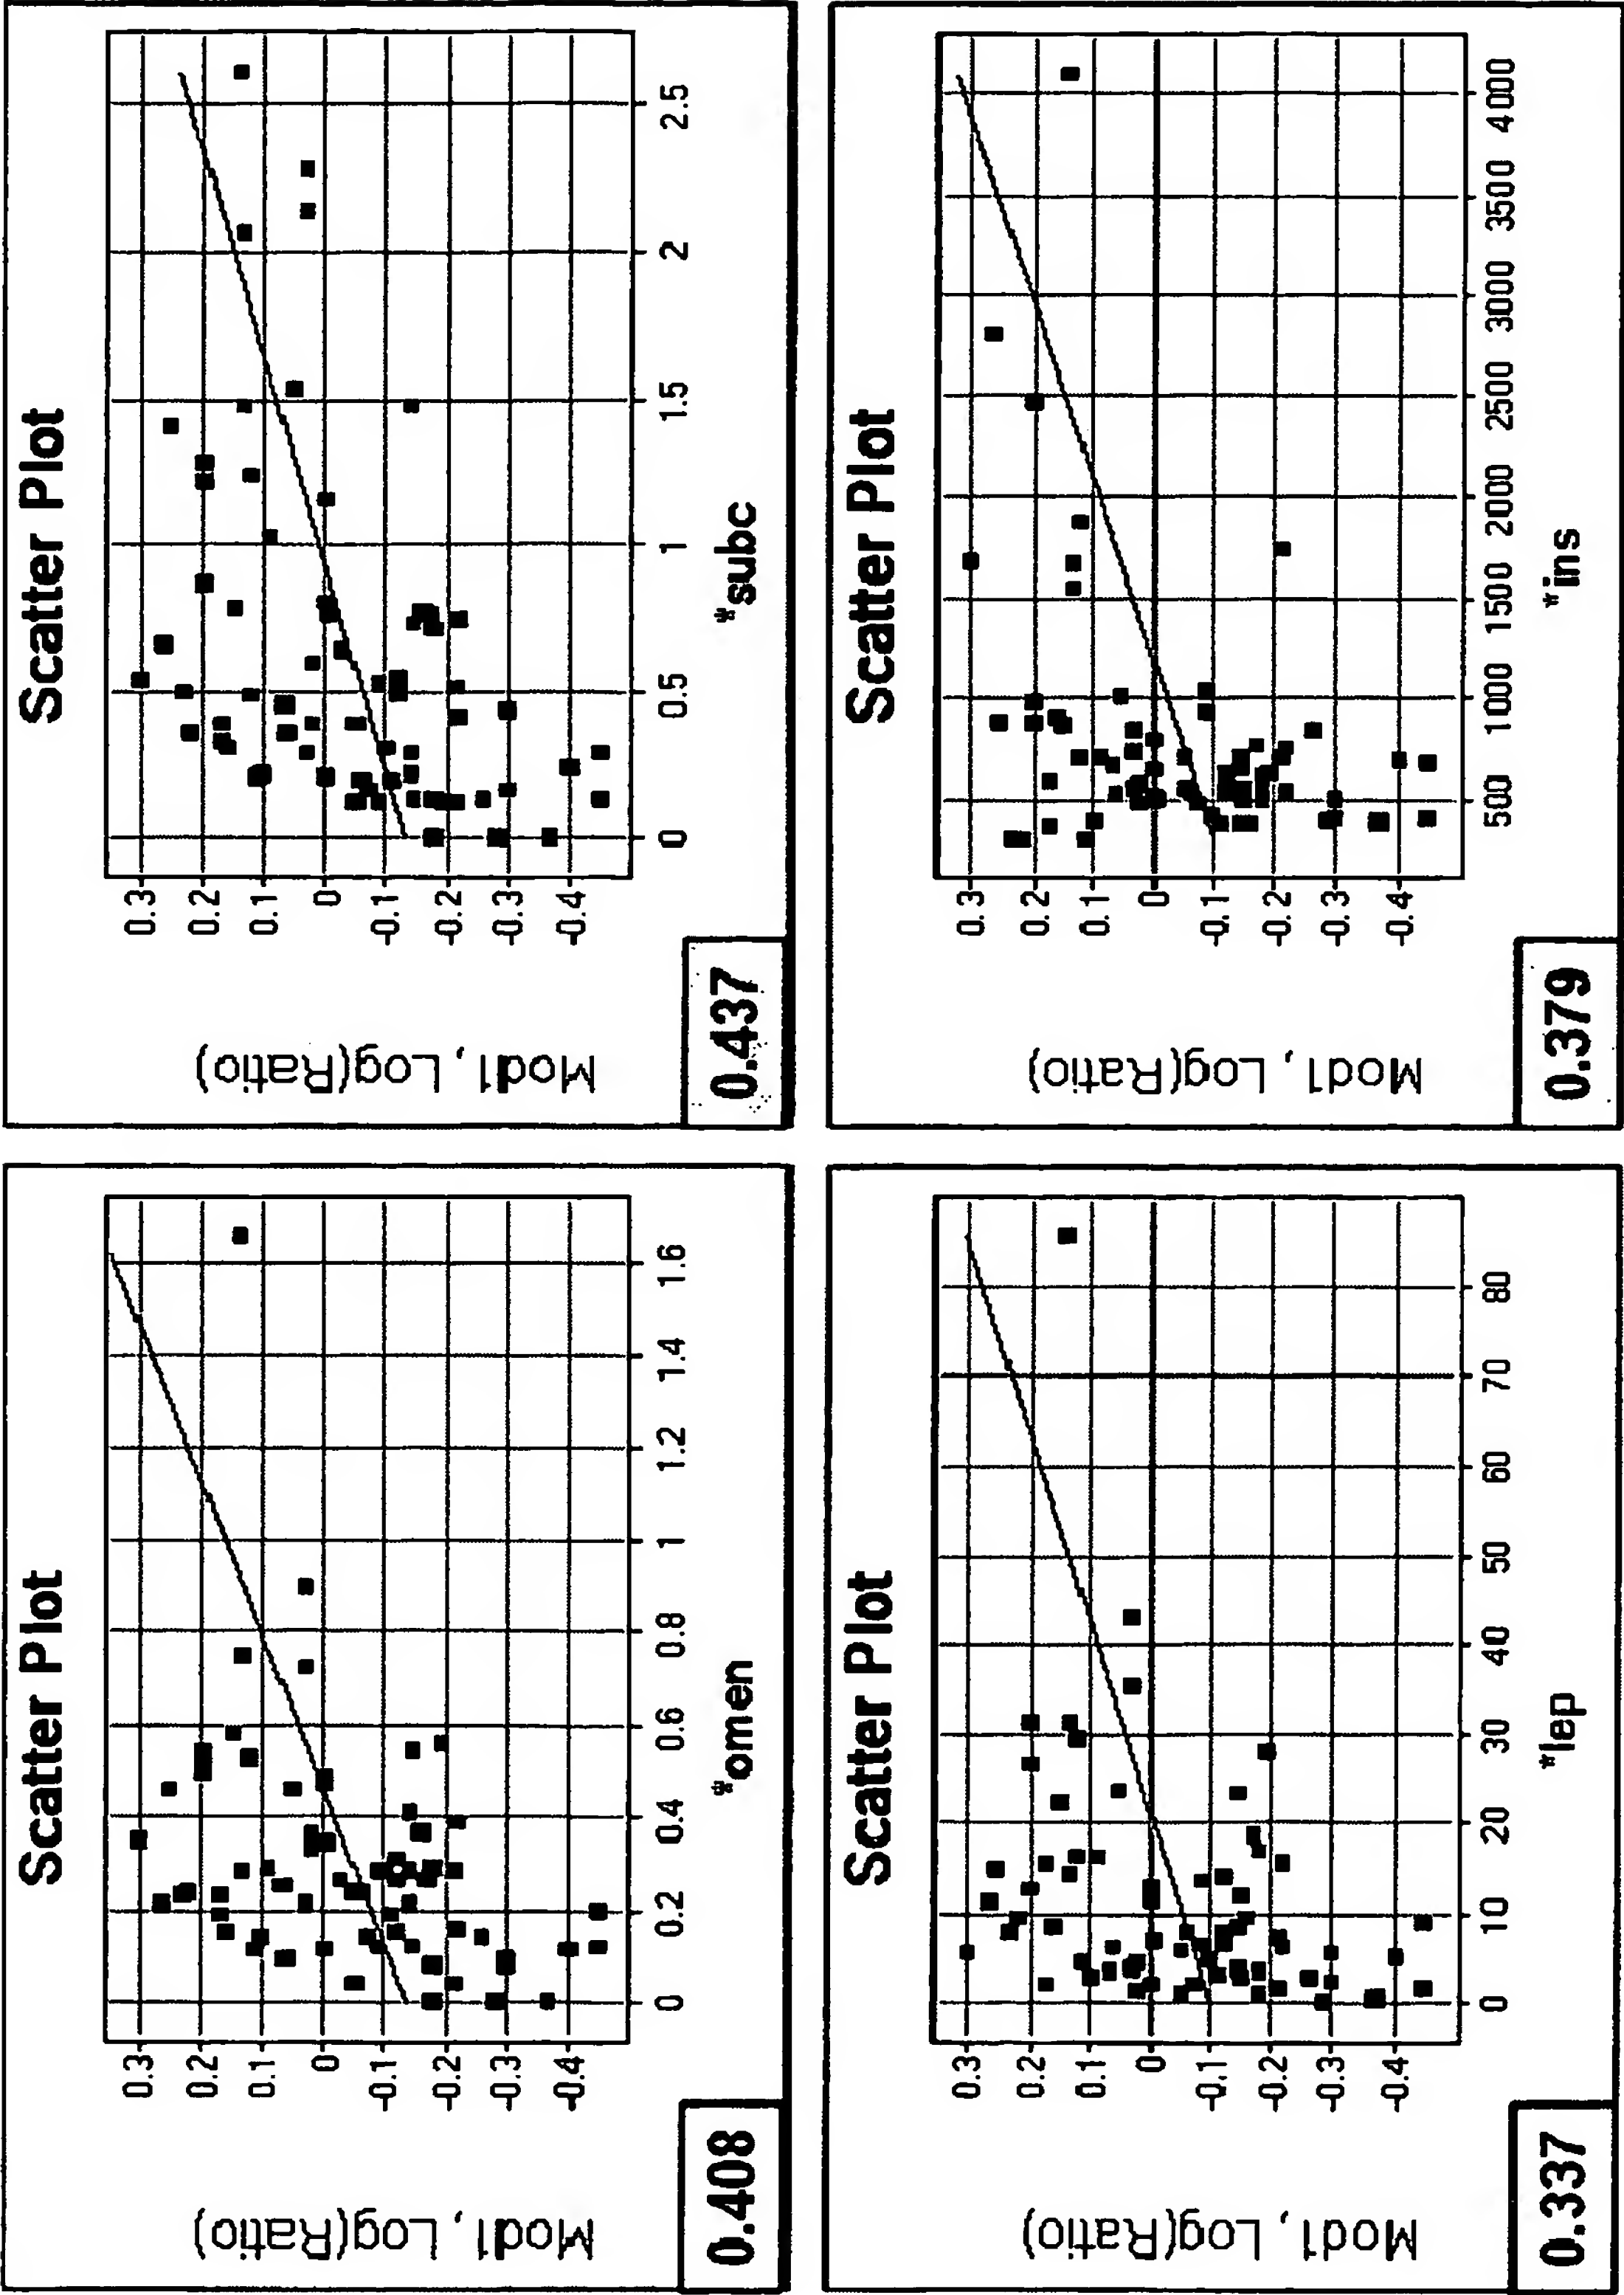 Scatter Plot
Mod1, Log(Ratio)
0.3
0.2
0.1
0
-0.1
-0.2
-0.3
-0.4
0 0.2 0.4 0.6 0.8 1 1.2 1.4 1.6
*omen
0.408
Scatter Plot
Mod1, Log(Ratio)
0.3
0.2
0.1
0
-0.1
-0.2
-0.3
-0.4
0 0.5 1 1.5 2 2.5
*subc
0.437
Scatter Plot
Mod1, Log(Ratio)
0.3
0.2
0.1
0
-0.1
-0.2
-0.3
-0.4
0 10 20 30 40 50 60 70 80
*lep
0.337
Scatter Plot
Mod1, Log(Ratio)
0.3
0.2
0.1
0
-0.1
-0.2
-0.3
-0.4
500 1000 1500 2000 2500 3000 3500 4000
*ins
0.379